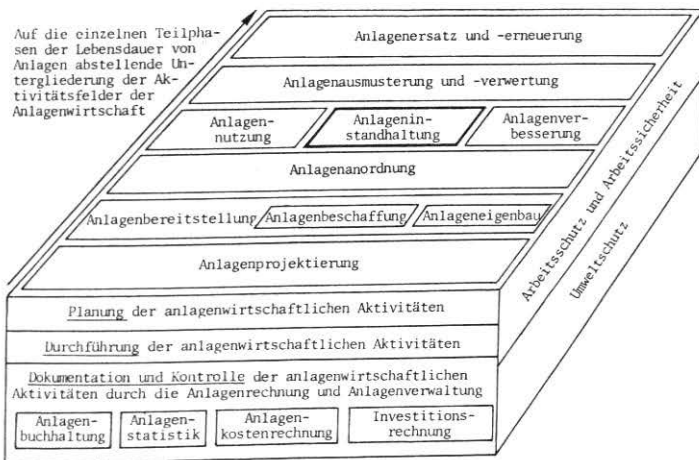 Auf die einzelnen Teilpha-
sen der Lebensdauer von
Anlagen abstellende Un-
tergliederung der Ak-
tivitätsfelder der
Anlagenwirtschaft
Anlagenersatz und -erneuerung
Anlagenausmusterung und -verwertung
Anlagen-
nutzung
Anlagenin-
standhaltung
Anlagenver-
besserung
Anlagenanordnung
Anlagenbereitstellung
Anlagenbeschaffung
Anlageneigenbau
Anlagenprojektierung
Arbeitsschutz und Arbeitssicherheit
Umweltschutz
Planung der anlagenwirtschaftlichen Aktivitäten
Durchführung der anlagenwirtschaftlichen Aktivitäten
Dokumentation und Kontrolle der anlagenwirtschaftlichen
Aktivitäten durch die Anlagenrechnung und Anlagenverwaltung
Anlagen-
buchhaltung
Anlagen-
statistik
Anlagen-
kostenrechnung
Investitions-
rechnung